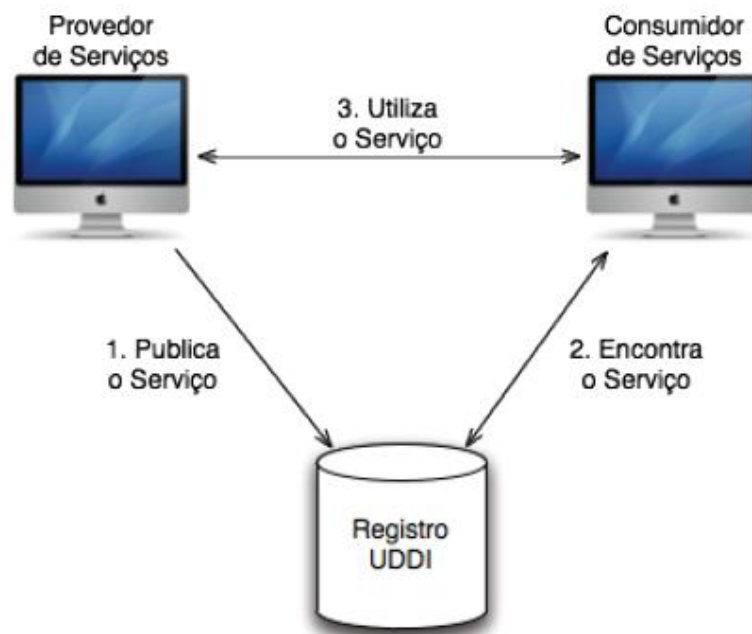 Provedor
de Serviços
Consumidor
de Serviços
3. Utiliza
o Serviço
1. Publica
o Serviço
2. Encontra
o Serviço
Registro
UDDI